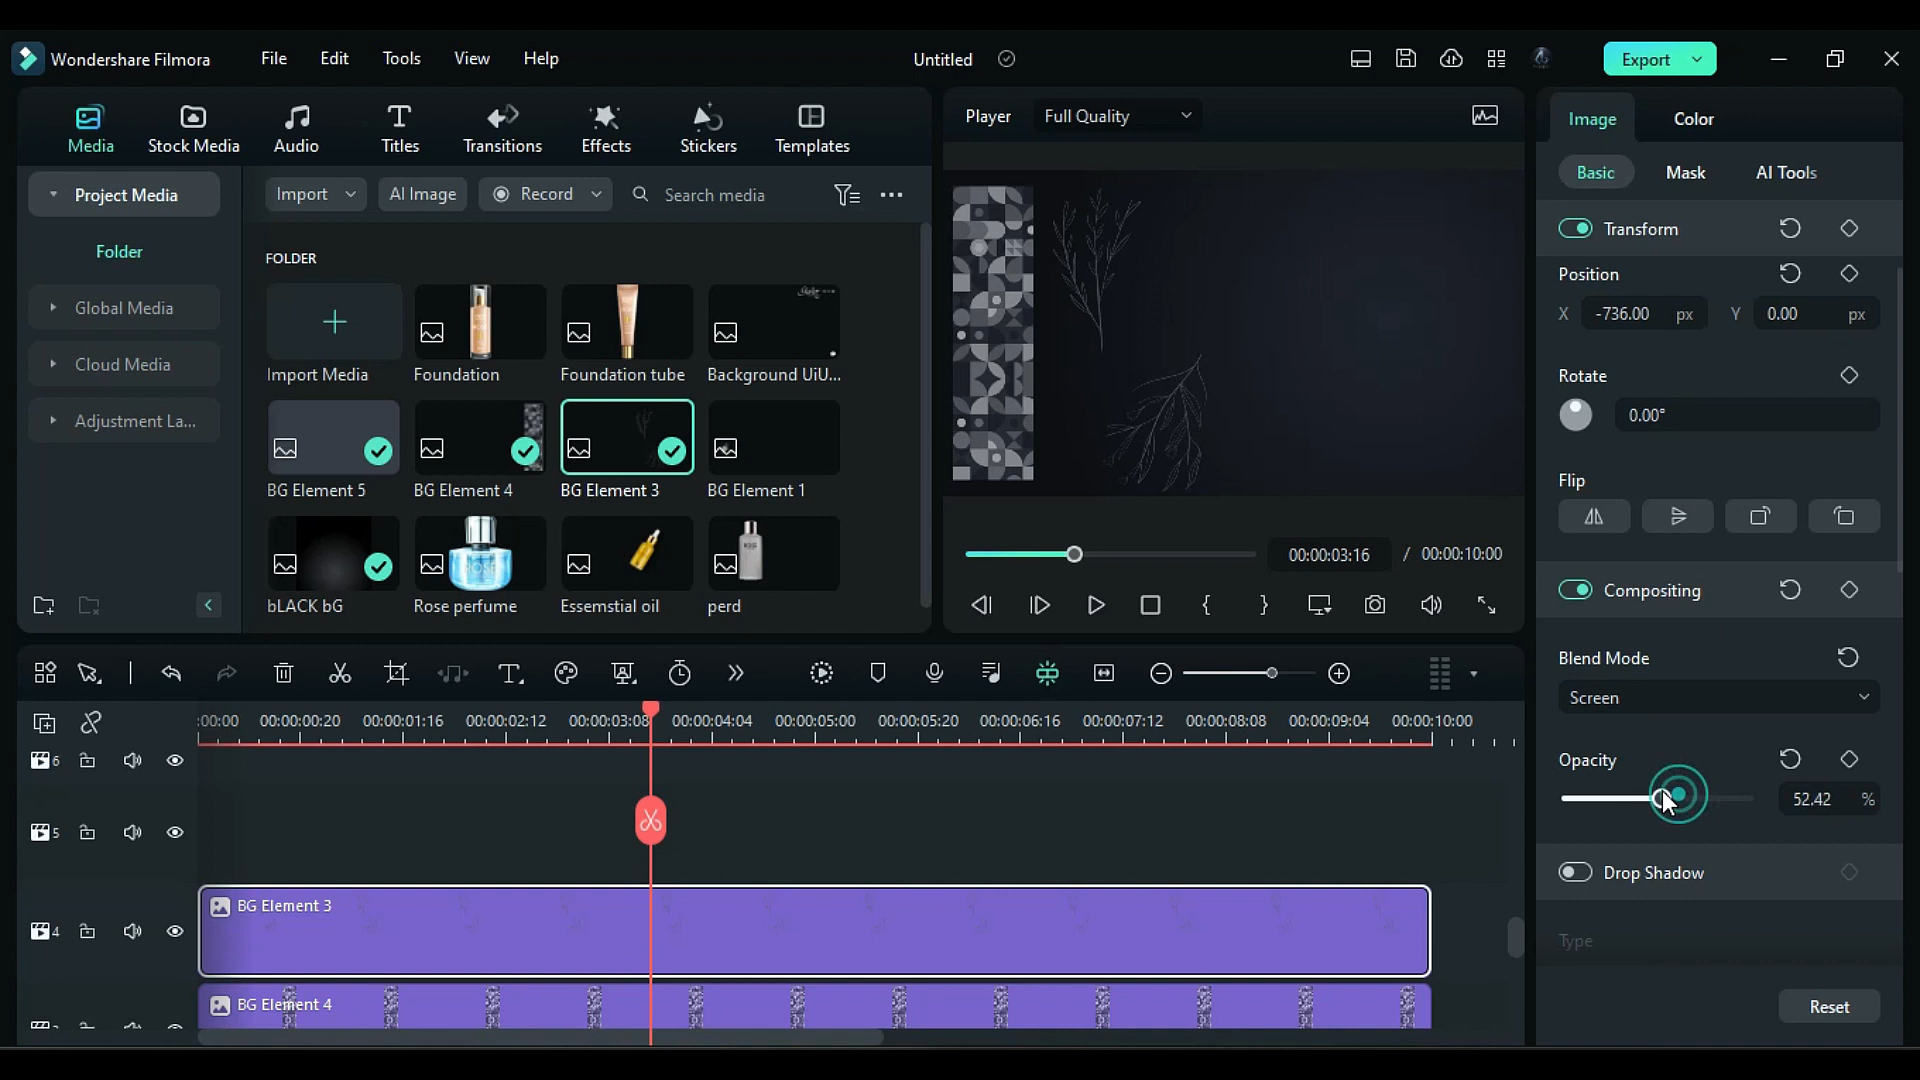 Wondershare Filmora File Edit Tools View Help Untitled Export
Media Stock Media Audio Titles Transitions Effects Stickers Templates
Project Media
Folder
Global Media
Cloud Media
Adjustment La...
Import AI Image Record Search media
FOLDER
Import Media Foundation Foundation tube Background UiU...
BG Element 5 BG Element 4 BG Element 3 BG Element 1
bLACK bG Rose perfume Essemstial oil perd
Player Full Quality
00:00:03:16 / 00:00:10:00
Image Color
Basic Mask AI Tools
Transform
Position
X -736.00 px Y 0.00 px
Rotate
0.00°
Flip
Compositing
Blend Mode
Screen
Opacity
52.42 %
Drop Shadow
Type
Reset
:00:00 00:00:00:20 00:00:01:16 00:00:02:12 00:00:03:08 00:00:04:04 00:00:05:00 00:00:05:20 00:00:06:16 00:00:07:12 00:00:08:08 00:00:09:04 00:00:10:00
6
5
4 BG Element 3
BG Element 4